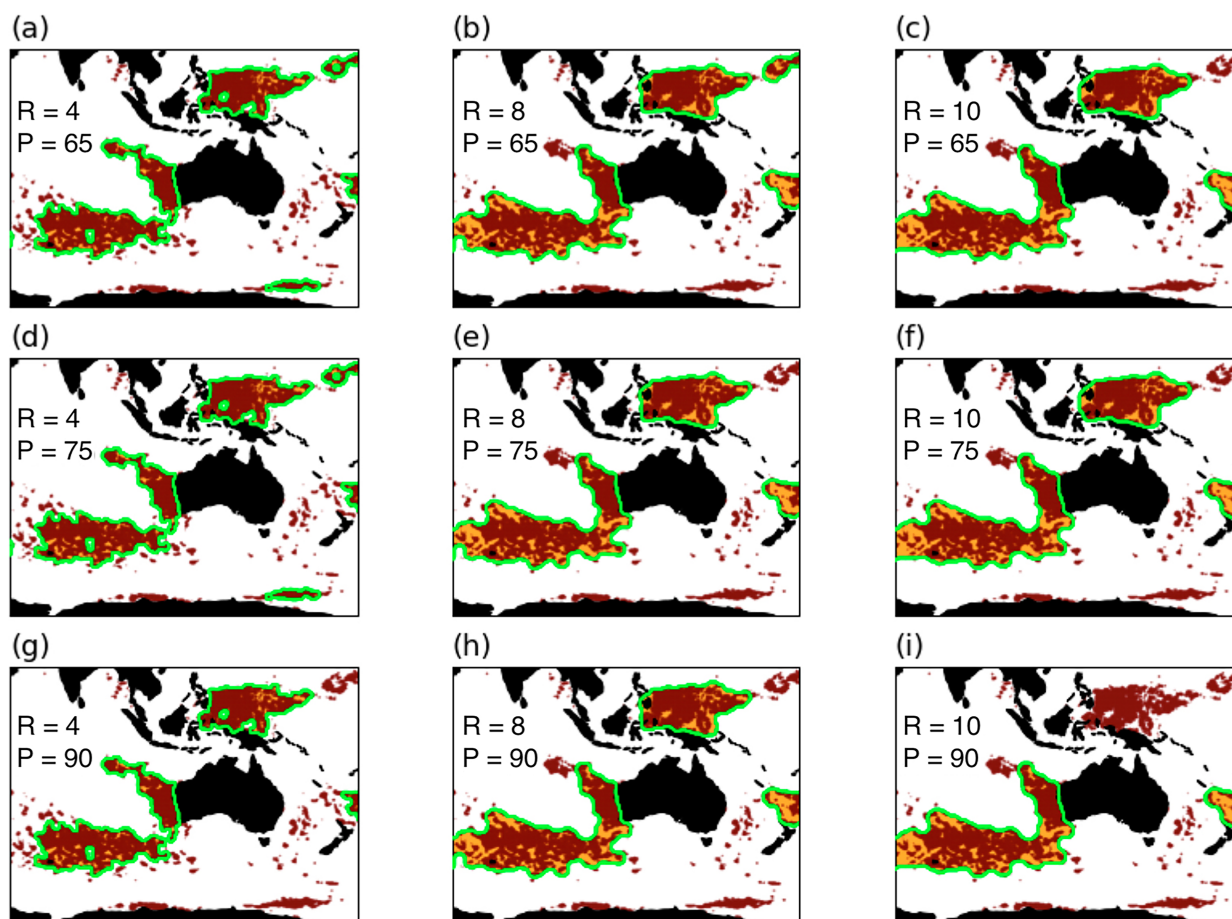 (a)
(b)
(c)
R = 4
P = 65
R = 8
P = 65
R = 10
P = 65
(d)
(e)
(f)
R = 4
P = 75
R = 8
P = 75
R = 10
P = 75
(g)
(h)
(i)
R = 4
P = 90
R = 8
P = 90
R = 10
P = 90